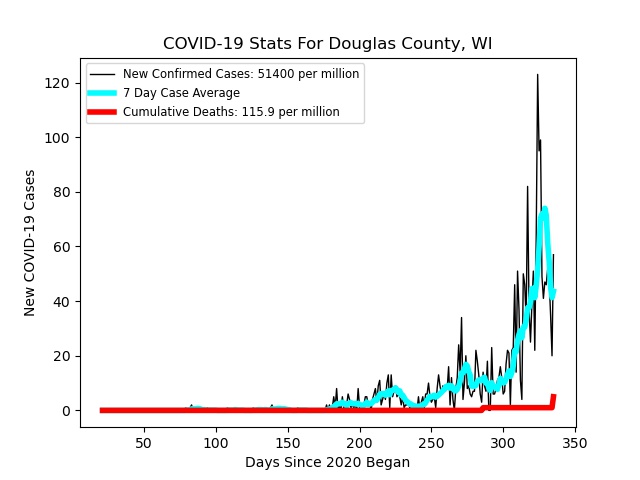 COVID-19 Stats For Douglas County, WI
New Confirmed Cases: 51400 per million
7 Day Case Average
Cumulative Deaths: 115.9 per million
New COVID-19 Cases
120
100
80
60
40
20
0
50 100 150 200 250 300 350
Days Since 2020 Began